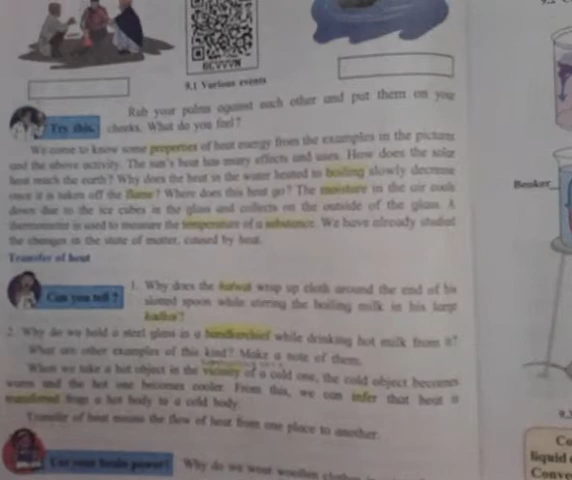 6CVVVN
9.1 Various events
Rub your palms against each other and put them on your
Try this.
cheeks. What do you feel?
We come to know some properties of heat energy from the examples in the picture
and the above activity. The sun's heat has many effects and uses. How does the solar
heat reach the earth? Why does the heat in the water heated to boiling slowly decrease
once it is taken off the flame? Where does this heat go? The moisture in the air cools
down due to the ice cubes in the glass and collects on the outside of the glass. A
thermometer is used to measure the temperature of a substance. We have already studied
the changes in the state of matter, caused by heat.
Transfer of heat
Can you tell?
1. Why does the halwai wrap up cloth around the end of his
slotted spoon while stirring the boiling milk in his large
kadhai?
2. Why do we hold a steel glass in a handkerchief while drinking hot milk from it?
What are other examples of this kind? Make a note of them.
When we take a hot object in the vicinity of a cold one, the cold object becomes
warm and the hot one becomes cooler. From this, we can infer that heat is
transferred from a hot body to a cold body.
Transfer of heat means the flow of heat from one place to another.
Use your brain power!
Why do we wear woollen
Beaker
9.
Co
liquid
Conve